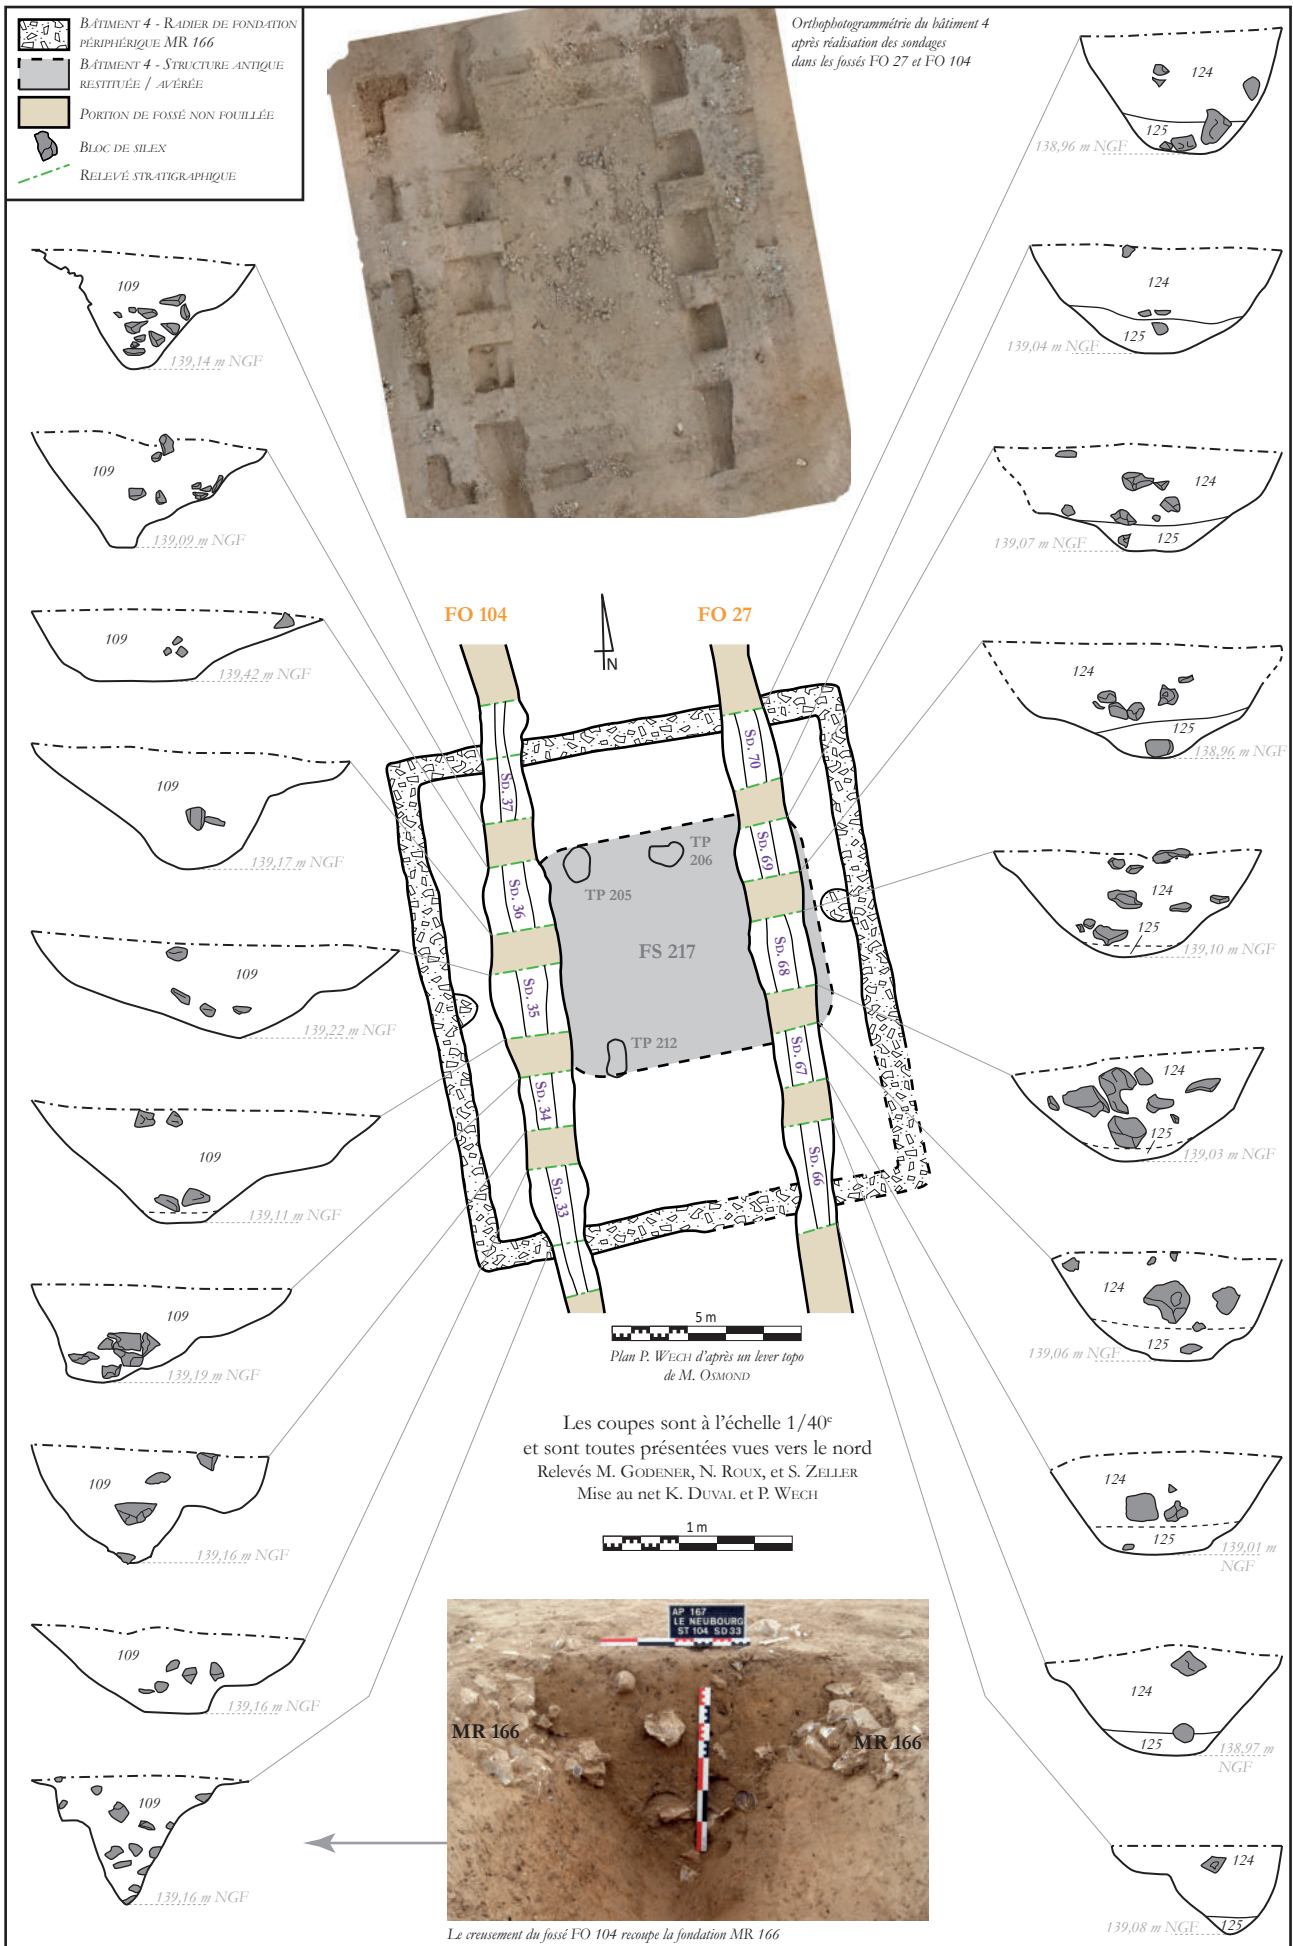 BÂTIMENT 4 - RADIER DE FONDATION
PÉRIPHÉRIQUE MR 166
BÂTIMENT 4 - STRUCTURE ANTIQUE
RESTITUÉE / AVÉRÉE
PORTION DE FOSSÉ NON FOUILLÉE
BLOC DE SILEX
RELEVÉ STRATIGRAPHIQUE
Orthophotogrammétrie du bâtiment 4
après réalisation des sondages
dans les fossés FO 27 et FO 104
109
139,14 m NGF
109
139,09 m NGF
109
139,42 m NGF
109
139,17 m NGF
109
139,22 m NGF
109
139,11 m NGF
109
139,19 m NGF
109
139,16 m NGF
109
139,16 m NGF
109
139,16 m NGF
124
125
138,96 m NGF
124
125
139,04 m NGF
124
125
139,07 m NGF
124
125
138,96 m NGF
124
125
139,10 m NGF
124
125
139,03 m NGF
124
125
139,06 m NGF
124
125
139,01 m
NGF
124
125
138,97 m
NGF
124
125
139,08 m NGF
FO 104
FO 27
N
SD. 37
SD. 36
SD. 35
SD. 34
SD. 33
SD. 70
SD. 69
SD. 68
SD. 67
SD. 66
TP
206
TP 205
FS 217
TP 212
5 m
Plan P. WECH d'après un lever topo
de M. OSMOND
Les coupes sont à l'échelle 1/40e
et sont toutes présentées vues vers le nord
Relevés M. GODENER, N. ROUX, et S. ZELLER
Mise au net K. DUVAL et P. WECH
1 m
AP 167
LE NEUBOURG
ST 104 SD33
MR 166
MR 166
Le creusement du fossé FO 104 recoupe la fondation MR 166